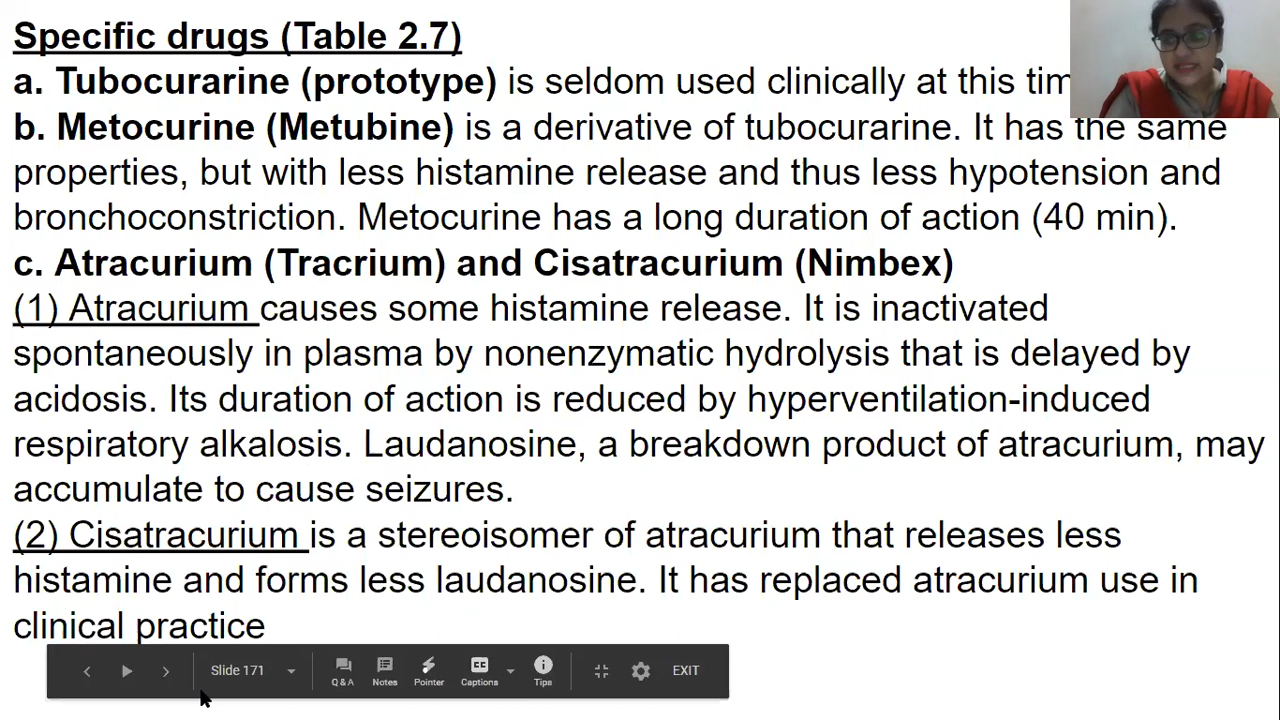 Specific drugs (Table 2.7)
a. Tubocurarine (prototype) is seldom used clinically at this
b. Metocurine (Metubine) is a derivative of tubocurarine. It has the same
properties, but with less histamine release and thus less hypotension and
bronchoconstriction. Metocurine has a long duration of action (40 min).
c. Atracurium (Tracrium) and Cisatracurium (Nimbex)
(1) Atracurium causes some histamine release. It is inactivated
spontaneously in plasma by nonenzymatic hydrolysis that is delayed by
acidosis. Its duration of action is reduced by hyperventilation-induced
respiratory alkalosis. Laudanosine, a breakdown product of atracurium, may
accumulate to cause seizures.
(2) Cisatracurium is a stereoisomer of atracurium that releases less
histamine and forms less laudanosine. It has replaced atracurium use in
clinical practice
Slide 171
Q & A
Notes
Pointer
CC
Captions
Tips
EXIT